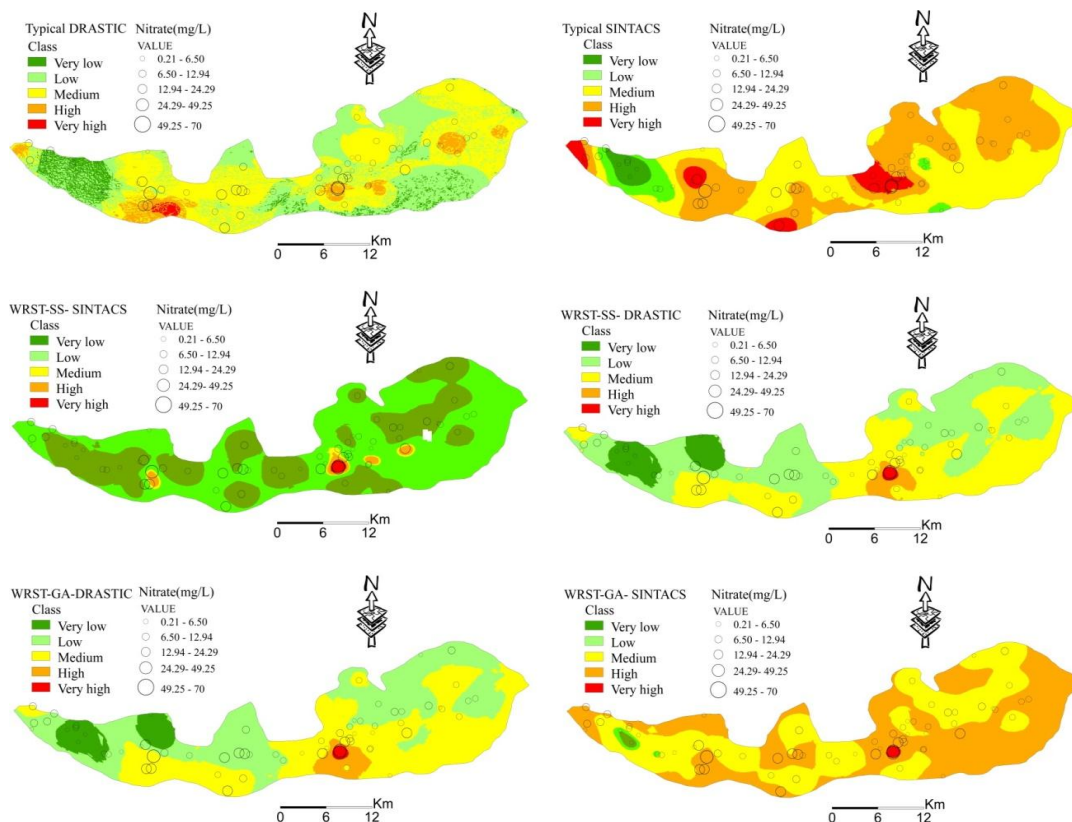 Typical DRASTIC
Nitrate(mg/L)
Class
VALUE
Very low
Low
Medium
High
Very high
0.21 - 6.50
6.50 - 12.94
12.94 - 24.29
24.29- 49.25
49.25 - 70
N
Km
0 6 12
Typical SINTACS
Nitrate(mg/L)
Class
VALUE
Very low
Low
Medium
High
Very high
0.21 - 6.50
6.50 - 12.94
12.94 - 24.29
24.29- 49.25
49.25 - 70
N
Km
0 6 12
WRST-SS- SINTACS
Nitrate(mg/L)
Class
VALUE
Very low
Low
Medium
High
Very high
0.21 - 6.50
6.50 - 12.94
12.94 - 24.29
24.29- 49.25
49.25 - 70
N
Km
0 6 12
WRST-SS- DRASTIC
Nitrate(mg/L)
Class
VALUE
Very low
Low
Medium
High
Very high
0.21 - 6.50
6.50 - 12.94
12.94 - 24.29
24.29- 49.25
49.25 - 70
N
Km
0 6 12
WRST-GA-DRASTIC
Nitrate(mg/L)
Class
VALUE
Very low
Low
Medium
High
Very high
0.21 - 6.50
6.50 - 12.94
12.94 - 24.29
24.29- 49.25
49.25 - 70
N
Km
0 6 12
WRST-GA- SINTACS
Nitrate(mg/L)
Class
VALUE
Very low
Low
Medium
High
Very high
0.21 - 6.50
6.50 - 12.94
12.94 - 24.29
24.29- 49.25
49.25 - 70
N
Km
0 6 12